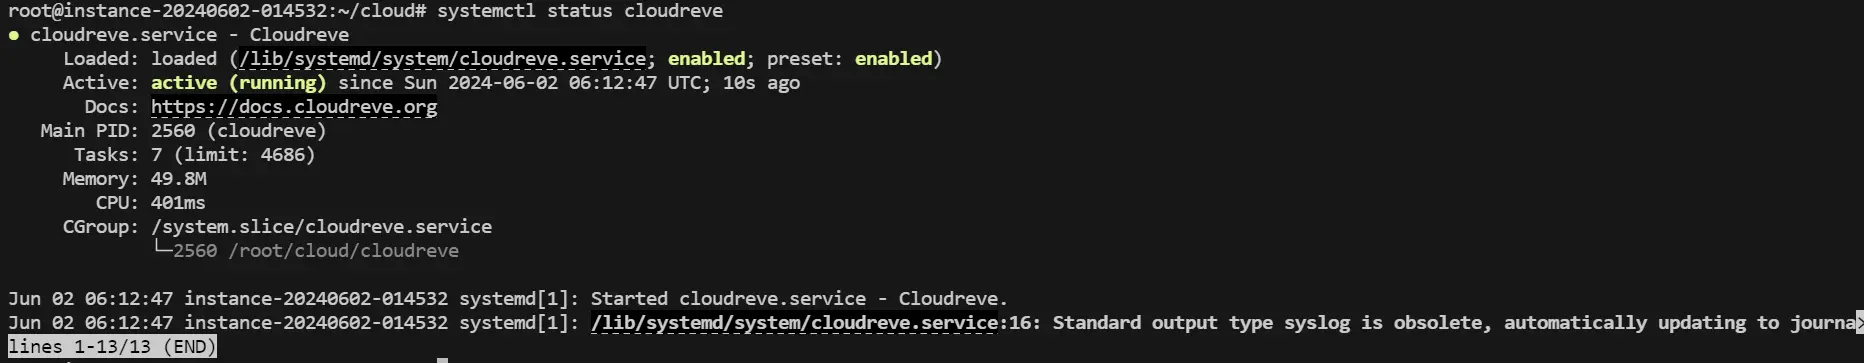 root@instance-20240602-014532:~/cloud# systemctl status cloudreve
● cloudreve.service - Cloudreve
     Loaded: loaded (/lib/systemd/system/cloudreve.service; enabled; preset: enabled)
     Active: active (running) since Sun 2024-06-02 06:12:47 UTC; 10s ago
       Docs: https://docs.cloudreve.org
   Main PID: 2560 (cloudreve)
      Tasks: 7 (limit: 4686)
     Memory: 49.8M
        CPU: 401ms
     CGroup: /system.slice/cloudreve.service
             └─2560 /root/cloud/cloudreve
Jun 02 06:12:47 instance-20240602-014532 systemd[1]: Started cloudreve.service - Cloudreve.
Jun 02 06:12:47 instance-20240602-014532 systemd[1]: /lib/systemd/system/cloudreve.service:16: Standard output type syslog is obsolete, automatically updating to journa>
lines 1-13/13 (END)